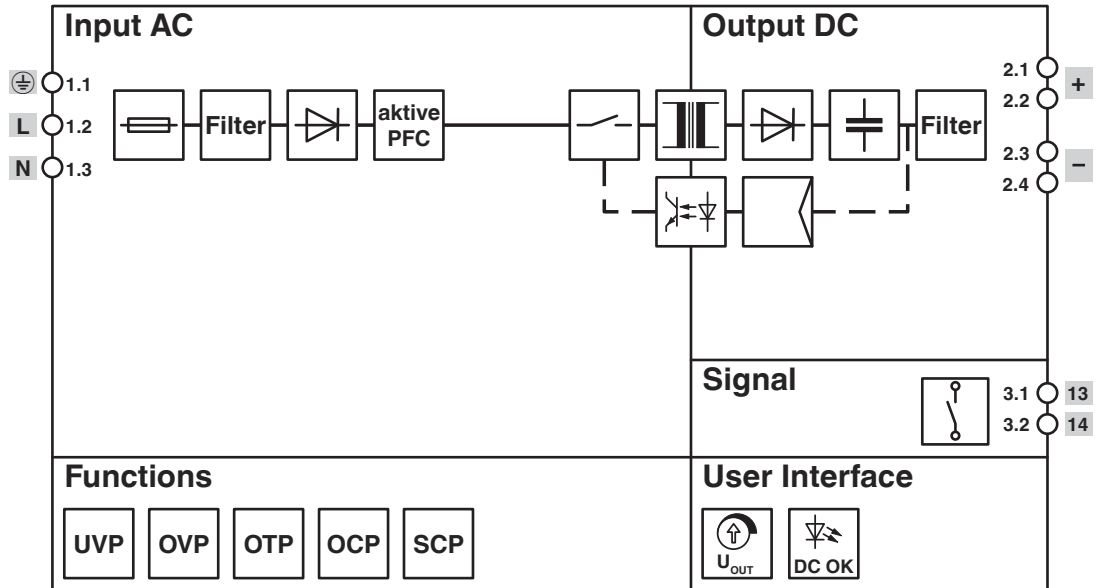 Input AC
Output DC
1.1
L 1.2
N 1.3
Filter
aktive
PFC
Filter
2.1
2.2
+
2.3
2.4
–
Signal
3.1 13
3.2 14
Functions
UVP OVP OTP OCP SCP
User Interface
UOUT
DC OK